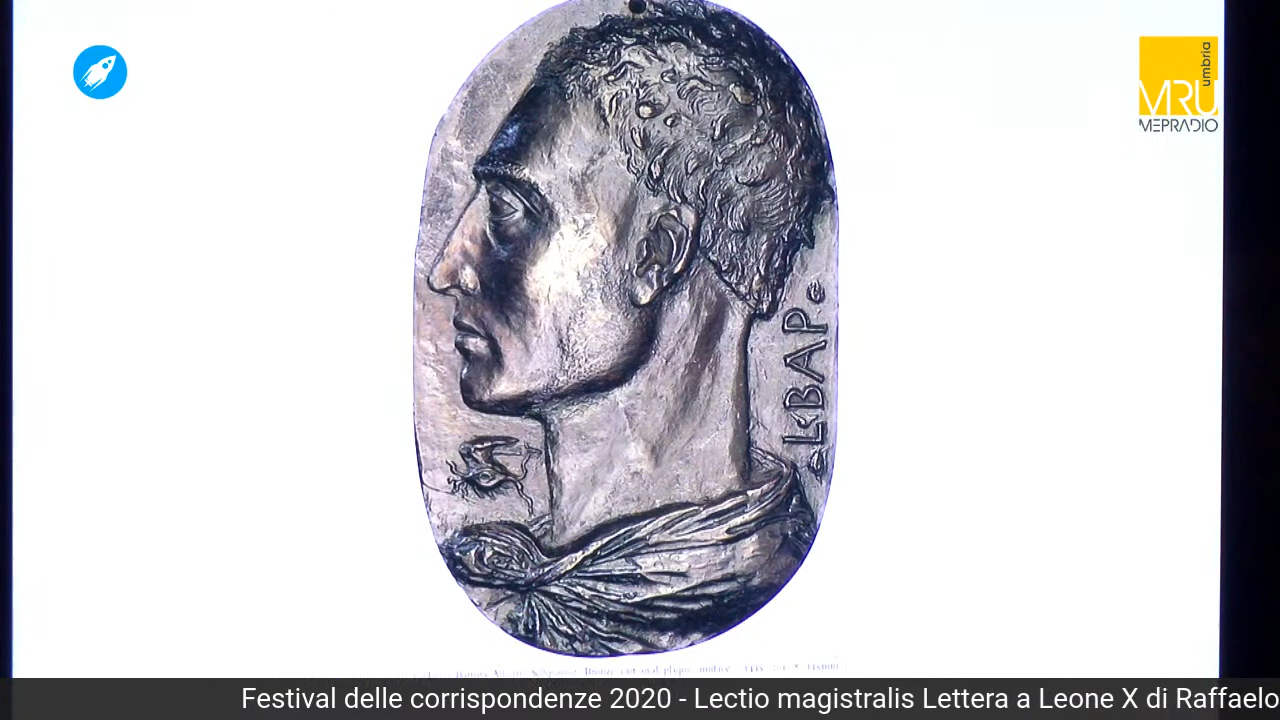 umbria
MRU
MEPRADIO
L·BAP·
Festival delle corrispondenze 2020 - Lectio magistralis Lettera a Leone X di Raffaelo